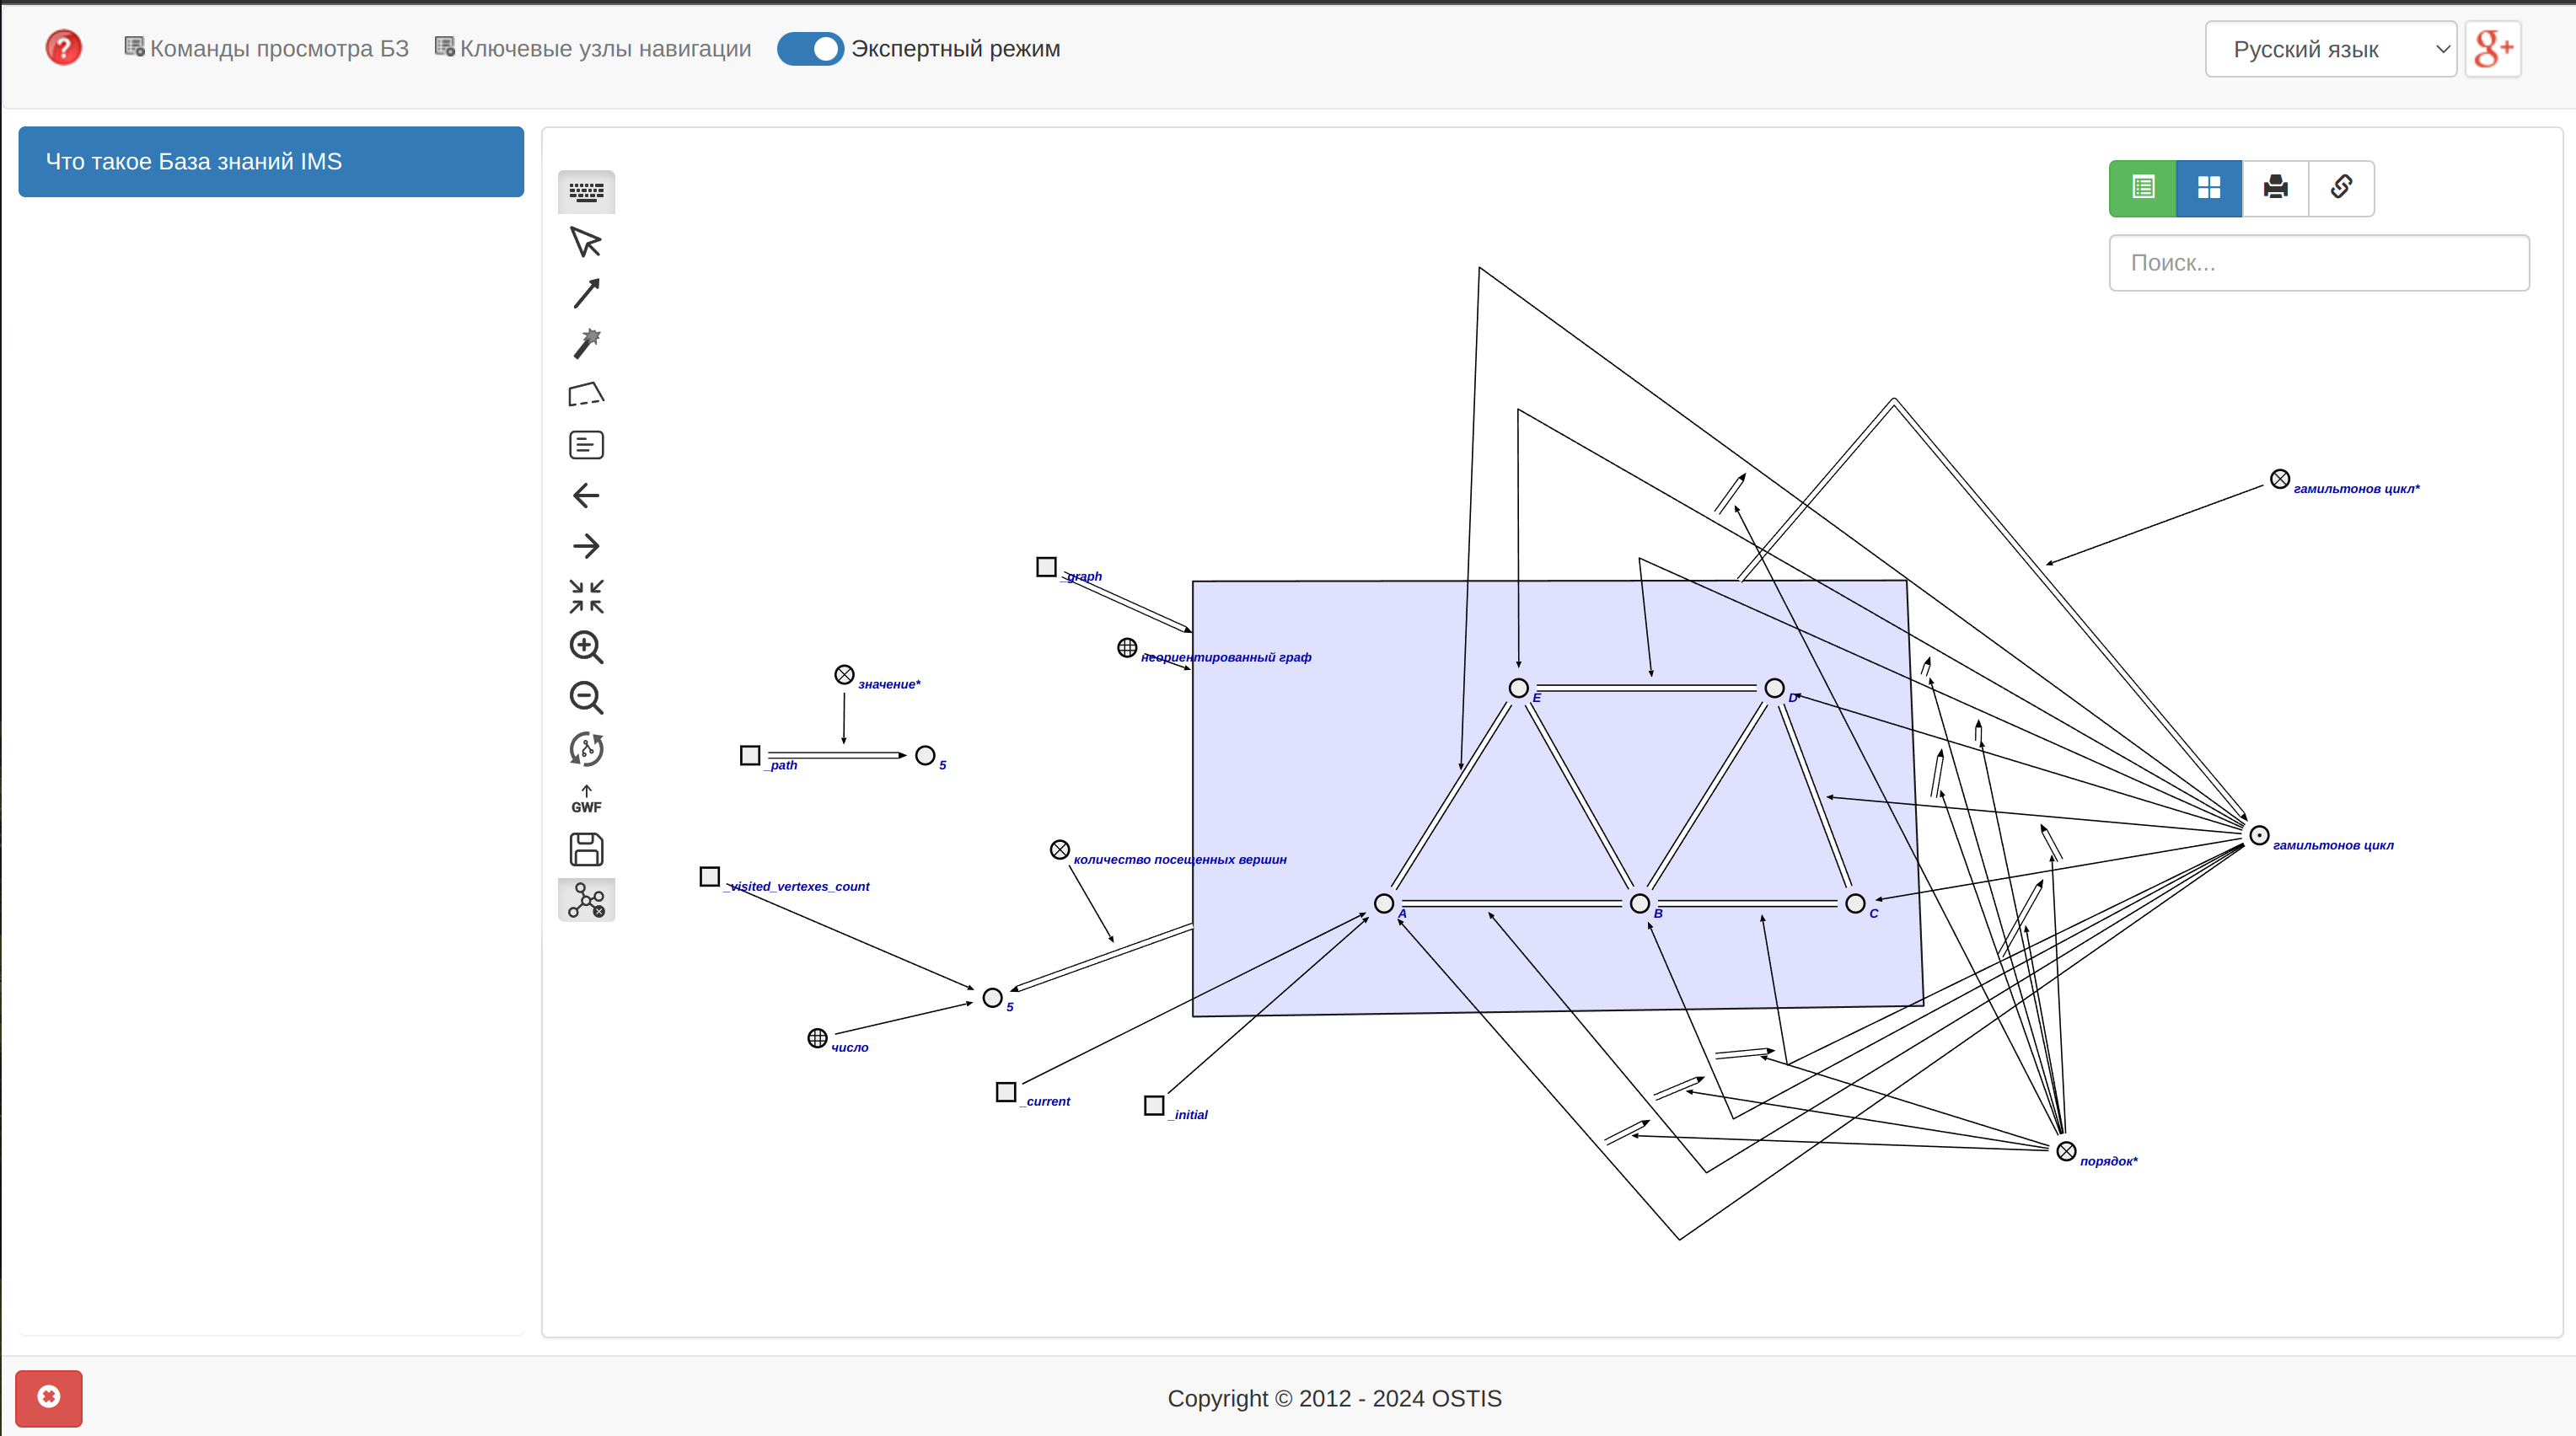 Команды просмотра БЗ
Ключевые узлы навигации
Экспертный режим
Русский язык
g+
Что такое База знаний IMS
Поиск...
GWF
гамильтонов цикл*
_graph
неориентированный граф
значение*
E
D
_path
5
гамильтонов цикл
количество посещенных вершин
_visited_vertexes_count
A
B
C
5
число
_current
_initial
порядок*
Copyright © 2012 - 2024 OSTIS